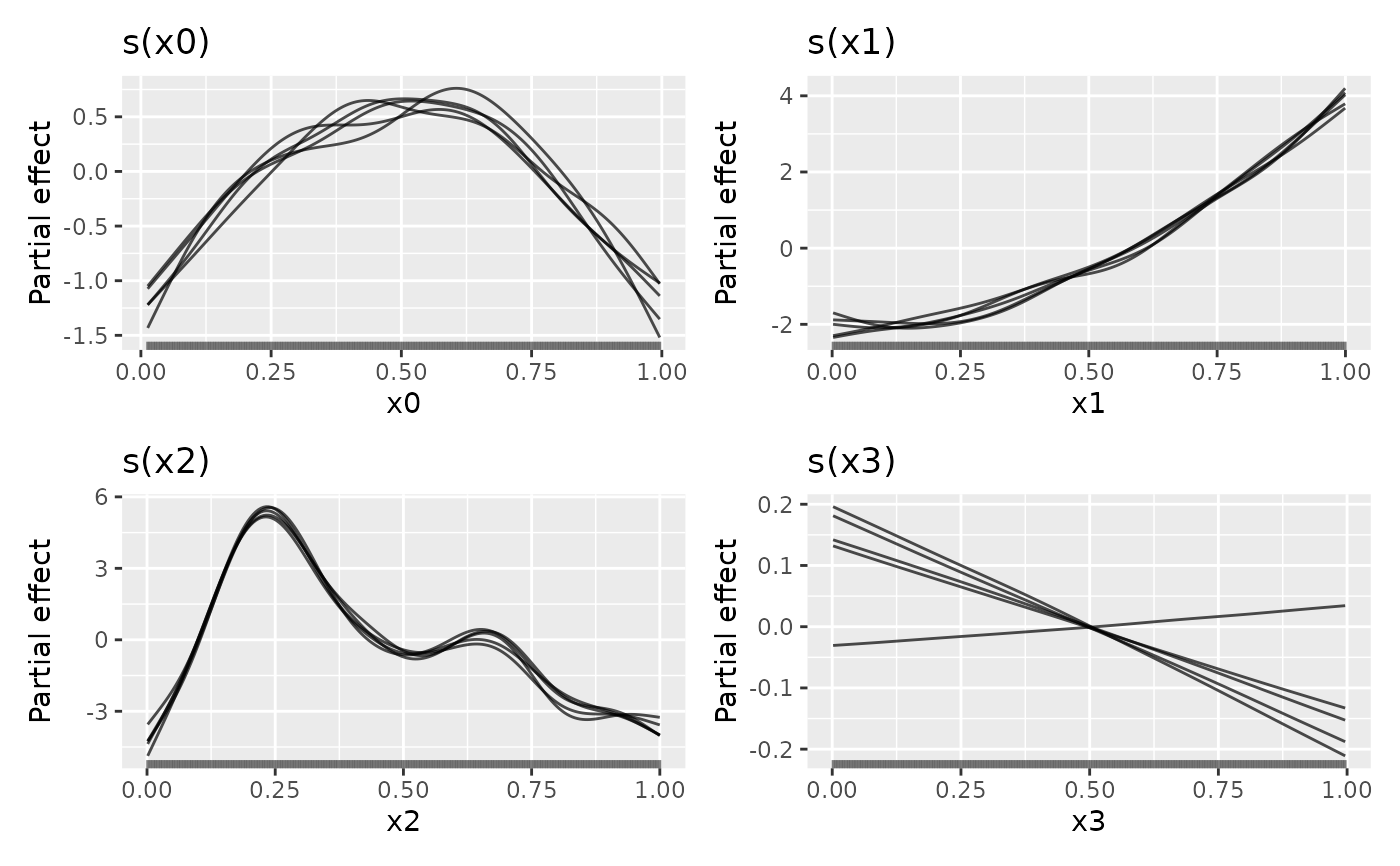 s(x0)
Partial effect
0.5
0.0
-0.5
-1.0
-1.5
0.00 0.25 0.50 0.75 1.00
x0
s(x1)
Partial effect
4
2
0
-2
0.00 0.25 0.50 0.75 1.00
x1
s(x2)
Partial effect
6
3
0
-3
0.00 0.25 0.50 0.75 1.00
x2
s(x3)
Partial effect
0.2
0.1
0.0
-0.1
-0.2
0.00 0.25 0.50 0.75 1.00
x3